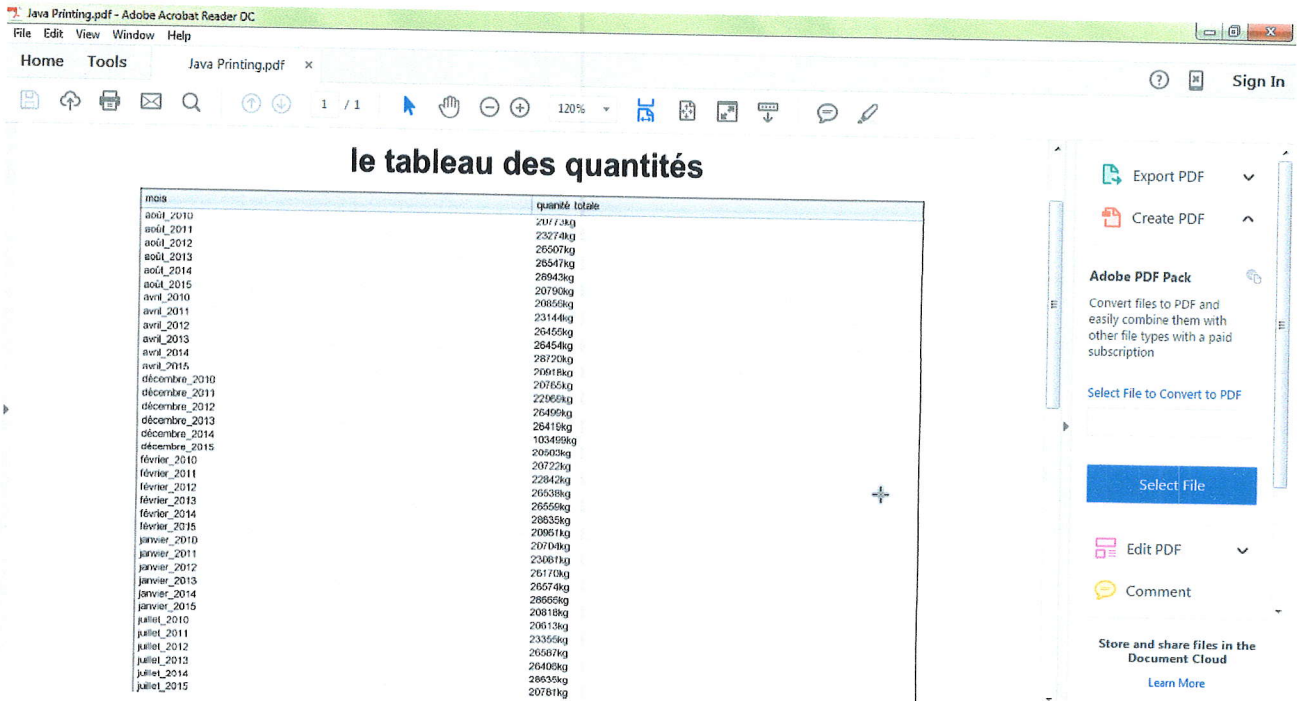 Java Printing.pdf - Adobe Acrobat Reader DC
File Edit View Window Help
Home Tools Java Printing.pdf ×
Sign In
1 / 1 120%
le tableau des quantités
mois quanité totale
août_2010 20773kg
août_2011 23274kg
août_2012 26507kg
août_2013 26547kg
août_2014 28943kg
août_2015 20790kg
avril_2010 20856kg
avril_2011 23144kg
avril_2012 26456kg
avril_2013 26454kg
avril_2014 28720kg
avril_2015 20918kg
décembre_2010 20765kg
décembre_2011 22968kg
décembre_2012 26499kg
décembre_2013 26419kg
décembre_2014 103499kg
décembre_2015 20503kg
février_2010 20722kg
février_2011 22842kg
février_2012 26538kg
février_2013 26559kg
février_2014 28635kg
février_2015 20961kg
janvier_2010 20704kg
janvier_2011 23081kg
janvier_2012 26170kg
janvier_2013 26574kg
janvier_2014 28666kg
janvier_2015 20818kg
juillet_2010 20613kg
juillet_2011 23355kg
juillet_2012 26587kg
juillet_2013 26406kg
juillet_2014 28635kg
juillet_2015 20781kg
Export PDF
Create PDF
Adobe PDF Pack
Convert files to PDF and
easily combine them with
other file types with a paid
subscription
Select File to Convert to PDF
Select File
Edit PDF
Comment
Store and share files in the
Document Cloud
Learn More